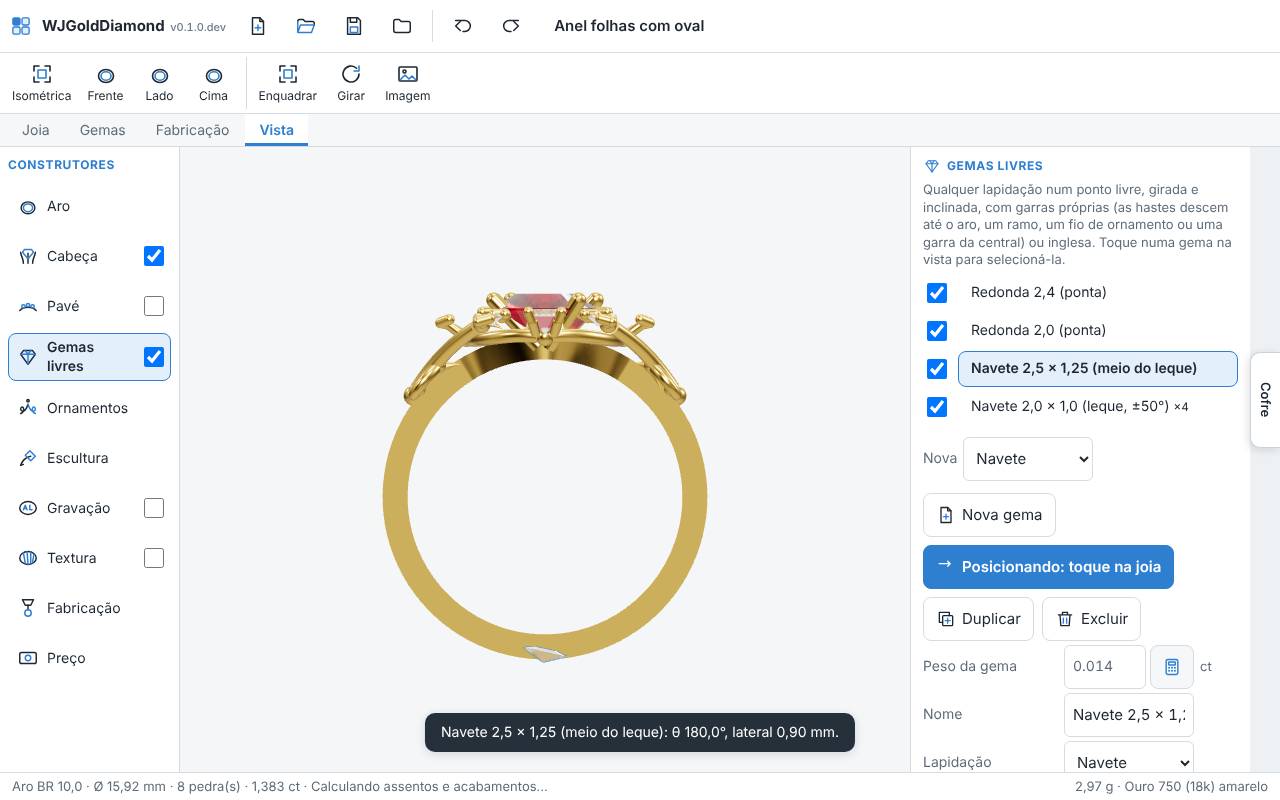 WJGoldDiamond v0.1.0.dev Anel folhas com oval
Isométrica Frente Lado Cima Enquadrar Girar Imagem
Joia Gemas Fabricação Vista
CONSTRUTORES
Aro
Cabeça
Pavé
Gemas
livres
Ornamentos
Escultura
Gravação
Textura
Fabricação
Preço
Navete 2,5 × 1,25 (meio do leque): θ 180,0°, lateral 0,90 mm.
GEMAS LIVRES
Qualquer lapidação num ponto livre, girada e
inclinada, com garras próprias (as hastes descem
até o aro, um ramo, um fio de ornamento ou uma
garra da central) ou inglesa. Toque numa gema na
vista para selecioná-la.
Redonda 2,4 (ponta)
Redonda 2,0 (ponta)
Navete 2,5 × 1,25 (meio do leque)
Navete 2,0 × 1,0 (leque, ±50°) ×4
Nova Navete
Nova gema
Posicionando: toque na joia
Duplicar Excluir
Peso da gema 0.014 ct
Nome Navete 2,5 × 1,2
Lapidação Navete
Cofre
Aro BR 10,0 · Ø 15,92 mm · 8 pedra(s) · 1,383 ct · Calculando assentos e acabamentos...
2,97 g · Ouro 750 (18k) amarelo